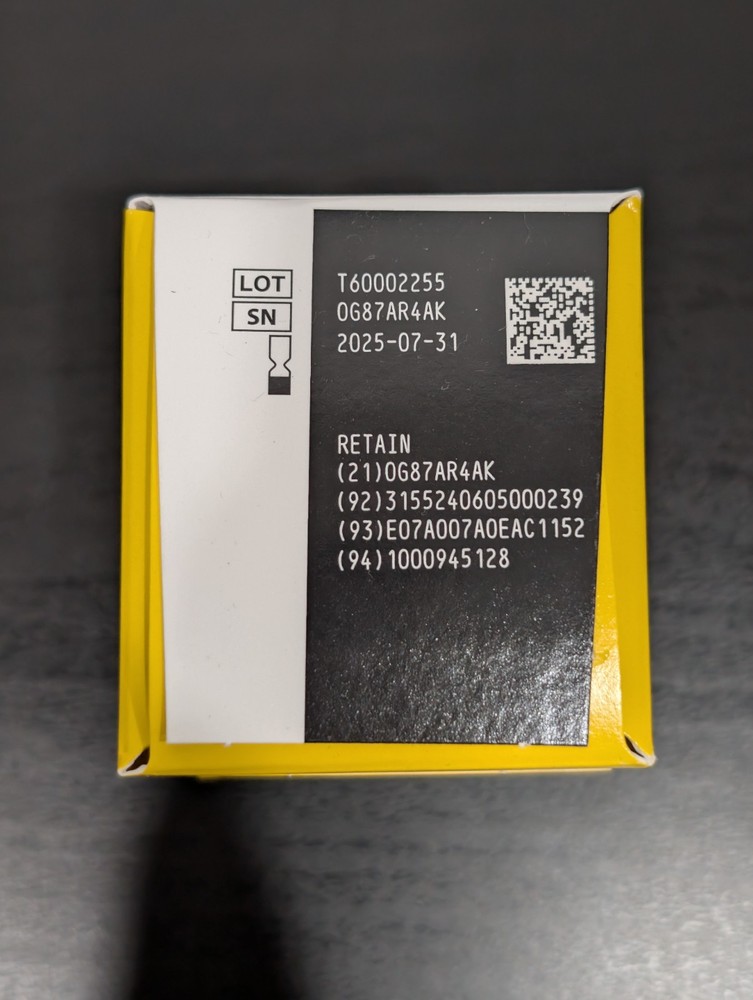 LOT T60002255
SN 0G87AR4AK
2025-07-31
RETAIN
(21)0G87AR4AK
(92)3155240605000239
(93)E07A007A0EAC1152
(94)1000945128